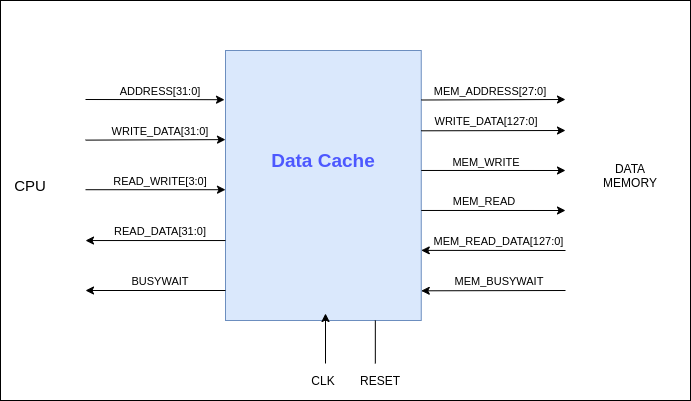 CPU
ADDRESS[31:0]
WRITE_DATA[31:0]
READ_WRITE[3:0]
READ_DATA[31:0]
BUSYWAIT
Data Cache
MEM_ADDRESS[27:0]
WRITE_DATA[127:0]
MEM_WRITE
MEM_READ
MEM_READ_DATA[127:0]
MEM_BUSYWAIT
DATA
MEMORY
CLK
RESET